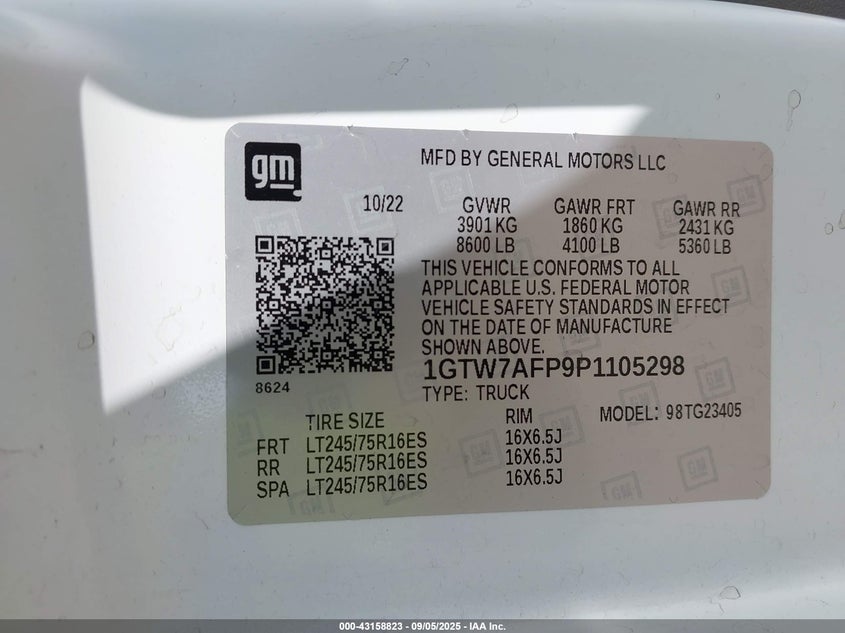 gm
MFD BY GENERAL MOTORS LLC
10/22 GVWR GAWR FRT GAWR RR
3901 KG 1860 KG 2431 KG
8600 LB 4100 LB 5360 LB
THIS VEHICLE CONFORMS TO ALL
APPLICABLE U.S. FEDERAL MOTOR
VEHICLE SAFETY STANDARDS IN EFFECT
ON THE DATE OF MANUFACTURE
SHOWN ABOVE.
1GTW7AFP9P1105298
8624
TYPE: TRUCK
TIRE SIZE RIM MODEL: 98TG23405
FRT LT245/75R16ES 16X6.5J
RR LT245/75R16ES 16X6.5J
SPA LT245/75R16ES 16X6.5J
000-43158823 - 09/05/2025 - IAA Inc.